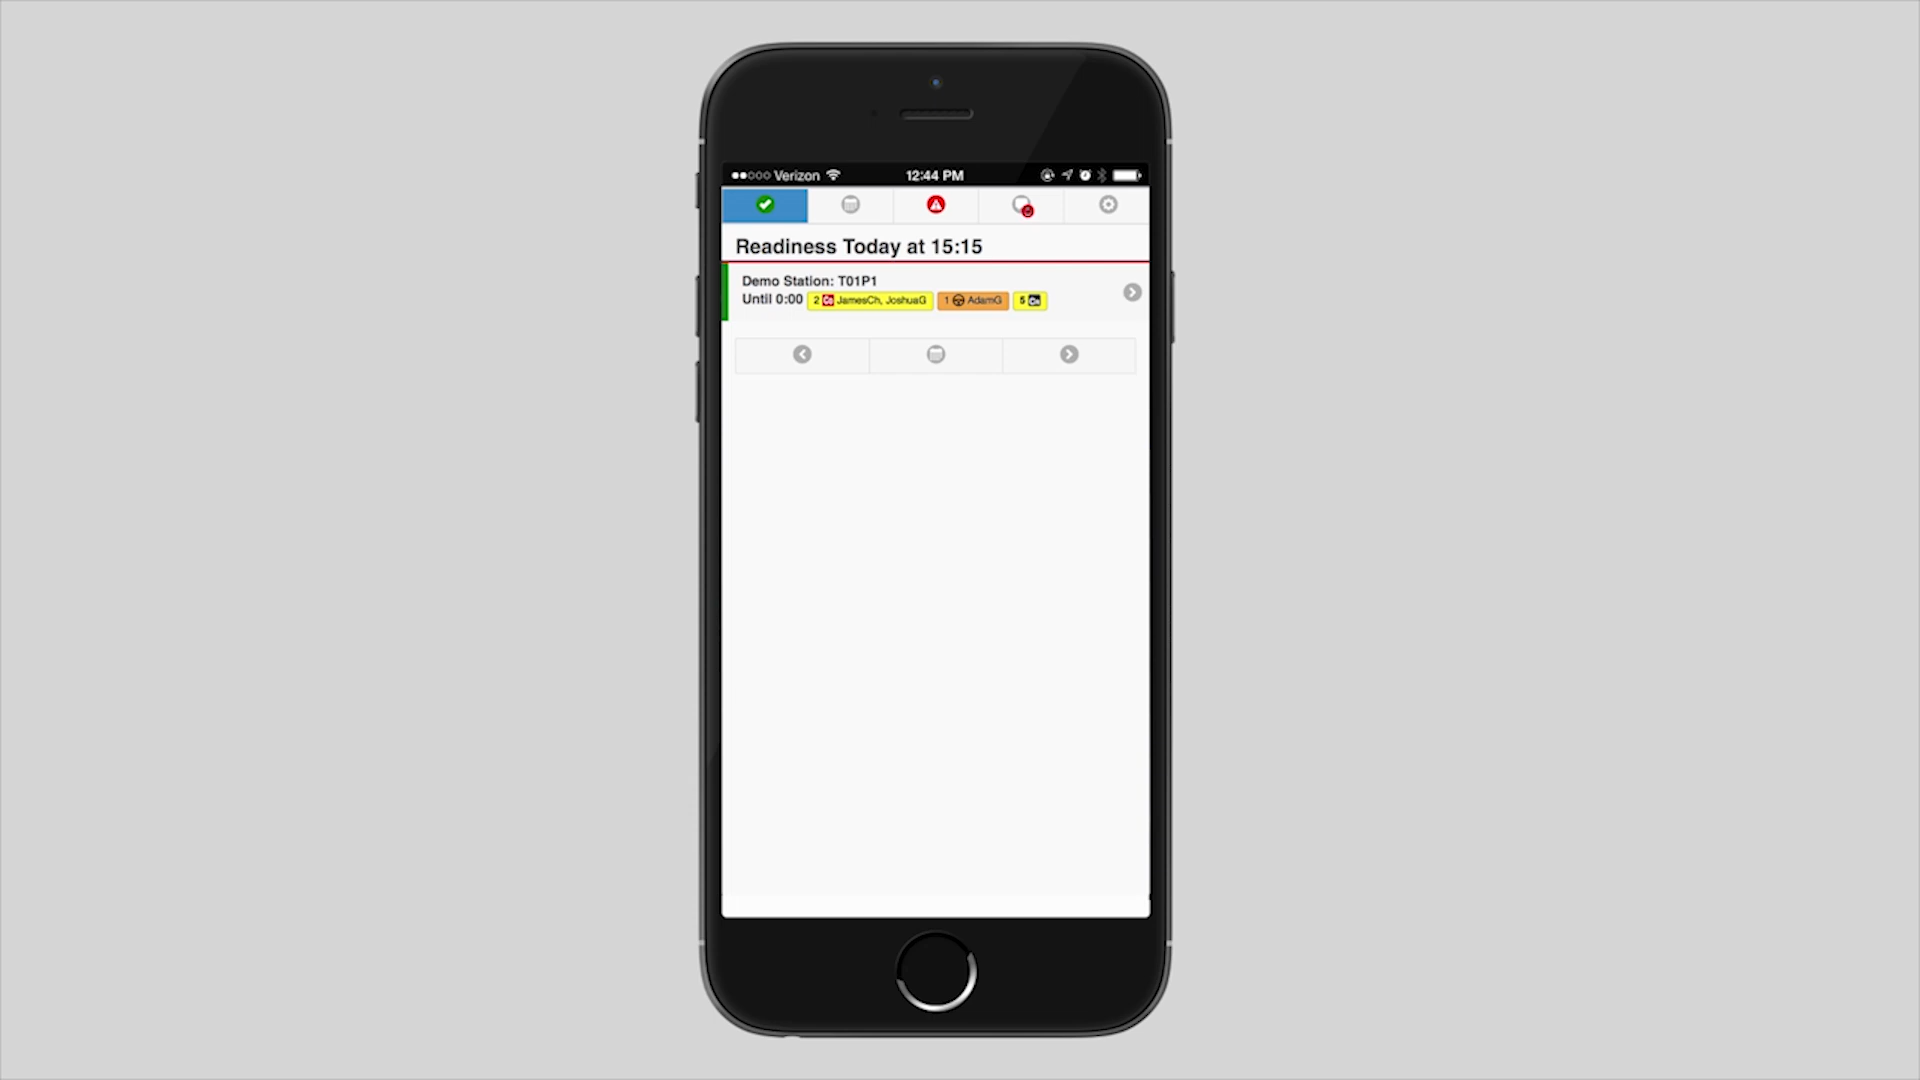 Verizon 12:44 PM
Readiness Today at 15:15
Demo Station: T01P1
Until 0:00 2 Co JamesCh, JoshuaG 1 AdamG 5